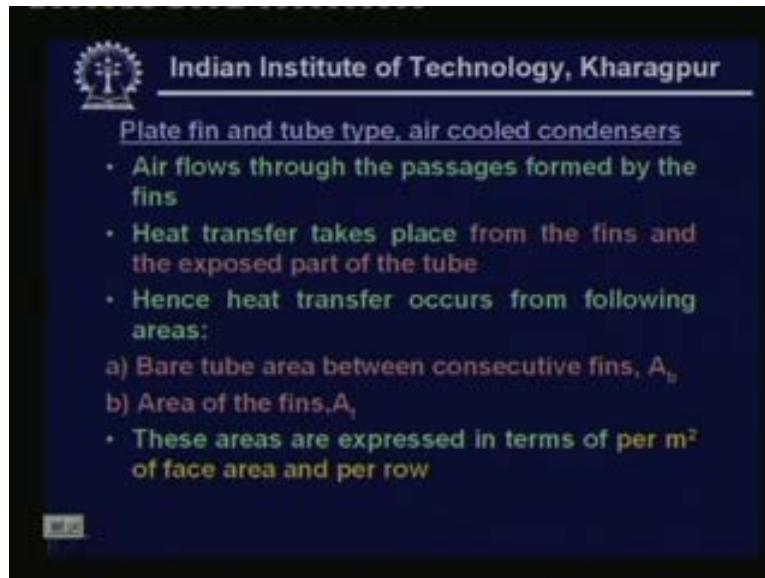 Indian Institute of Technology, Kharagpur
Plate fin and tube type, air cooled condensers
• Air flows through the passages formed by the
fins
• Heat transfer takes place from the fins and
the exposed part of the tube
• Hence heat transfer occurs from following
areas:
a) Bare tube area between consecutive fins, A_b
b) Area of the fins,A_f
• These areas are expressed in terms of per m²
of face area and per row